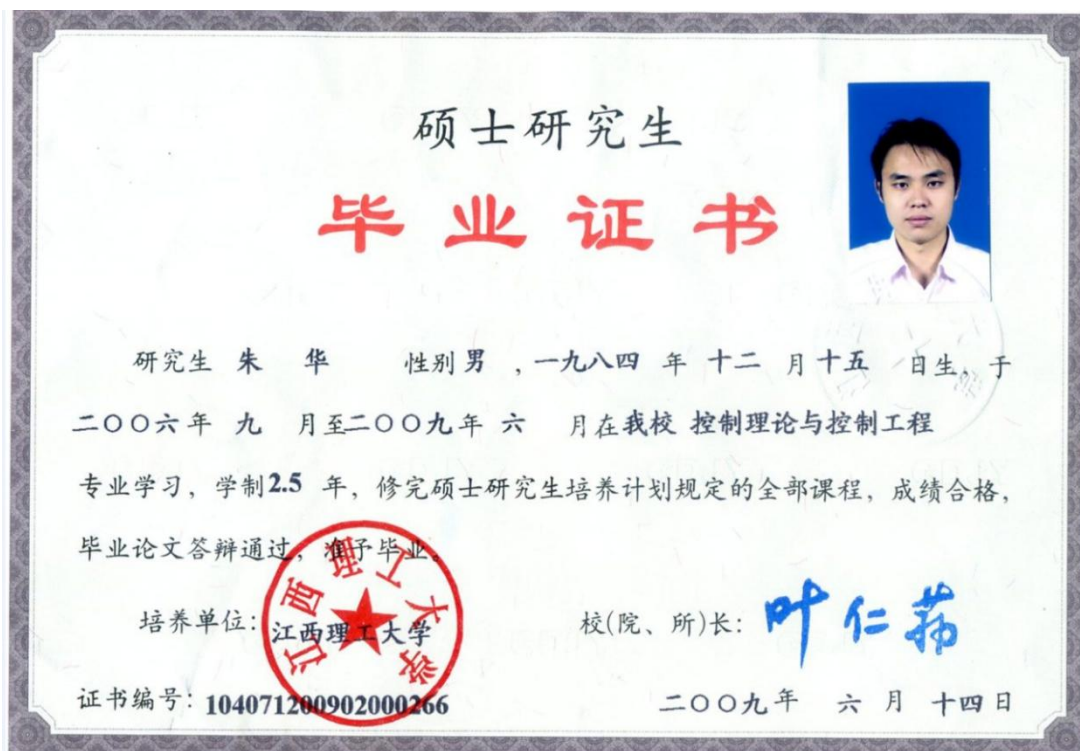 硕士研究生
毕业证书
研究生 朱 华 性别 男 ，一九八四 年 十二 月 十五 日生，于
二〇〇六年 九 月至二〇〇九年 六 月在我校 控制理论与控制工程
专业学习，学制2.5 年，修完硕士研究生培养计划规定的全部课程，成绩合格，
毕业论文答辩通过，准予毕业。
江西理工大学
培养单位：江西理工大学
校(院、所)长：叶仁荪
证书编号：104071200902000266
二〇〇九年 六 月 十四日